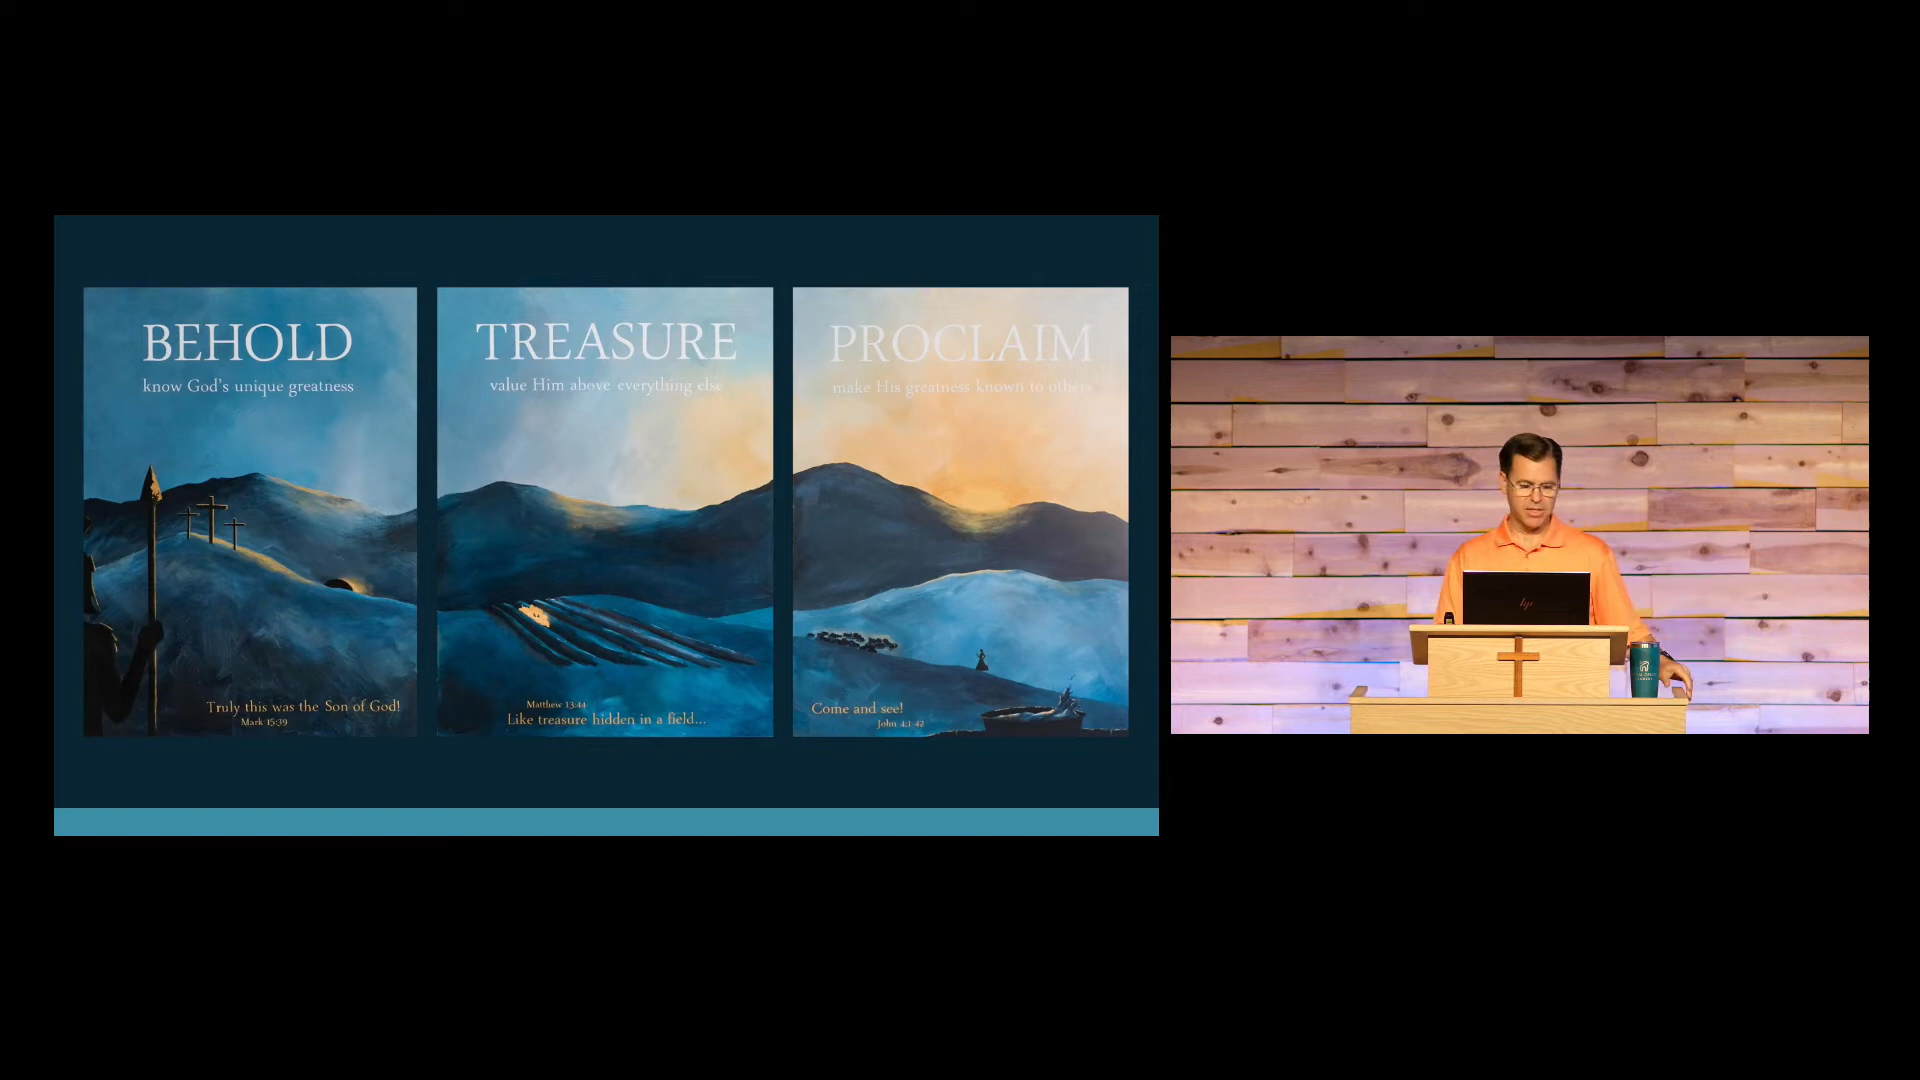 BEHOLD
know God's unique greatness
Truly this was the Son of God!
Mark 15:39
TREASURE
value Him above everything else
Matthew 13:44
Like treasure hidden in a field...
PROCLAIM
make His greatness known to others
Come and see!
John 4:1-42
hp